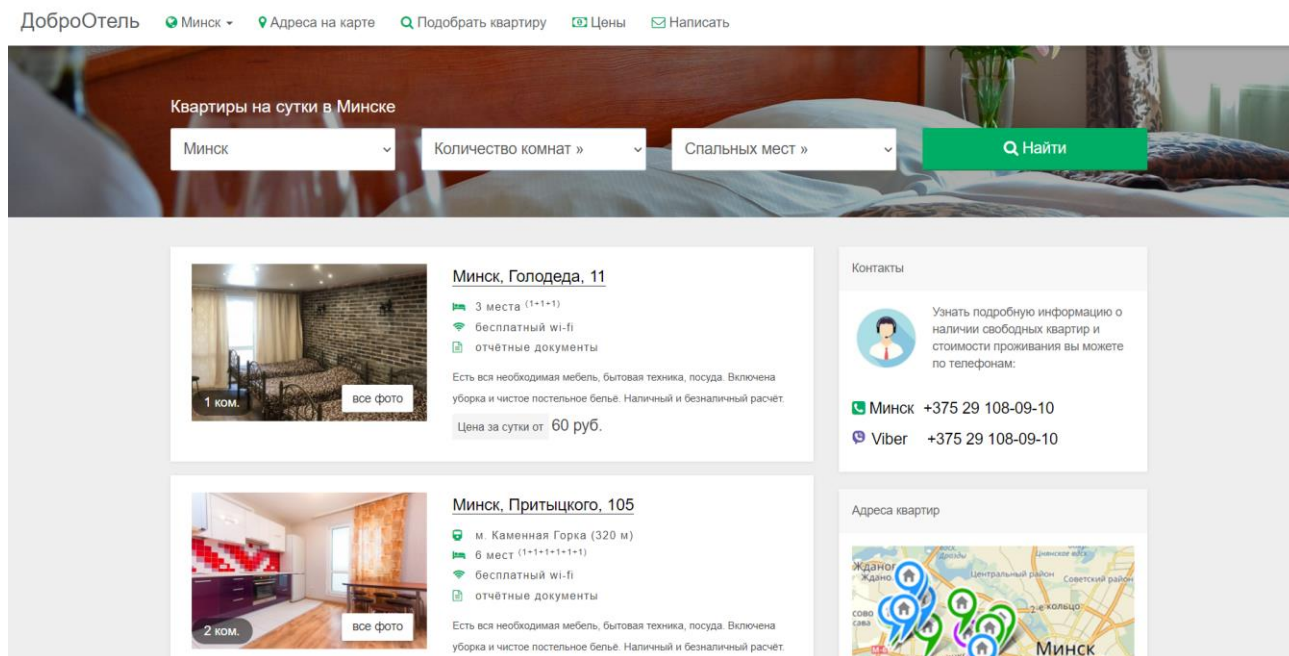 ДоброОтель Минск Адреса на карте Подобрать квартиру Цены Написать
Квартиры на сутки в Минске
Минск Количество комнат » Спальных мест » Найти
Минск, Голодеда, 11
3 места (1+1+1)
бесплатный wi-fi
отчётные документы
Есть вся необходимая мебель, бытовая техника, посуда. Включена
уборка и чистое постельное бельё. Наличный и безналичный расчёт.
Цена за сутки от 60 руб.
1 ком.
все фото
Минск, Притыцкого, 105
м. Каменная Горка (320 м)
6 мест (1+1+1+1+1+1)
бесплатный wi-fi
отчётные документы
Есть вся необходимая мебель, бытовая техника, посуда. Включена
уборка и чистое постельное бельё. Наличный и безналичный расчёт.
2 ком.
все фото
Контакты
Узнать подробную информацию о
наличии свободных квартир и
стоимости проживания вы можете
по телефонам:
Минск +375 29 108-09-10
Viber +375 29 108-09-10
Адреса квартир
Центральный район
Советский район
2-е кольцо
Минск